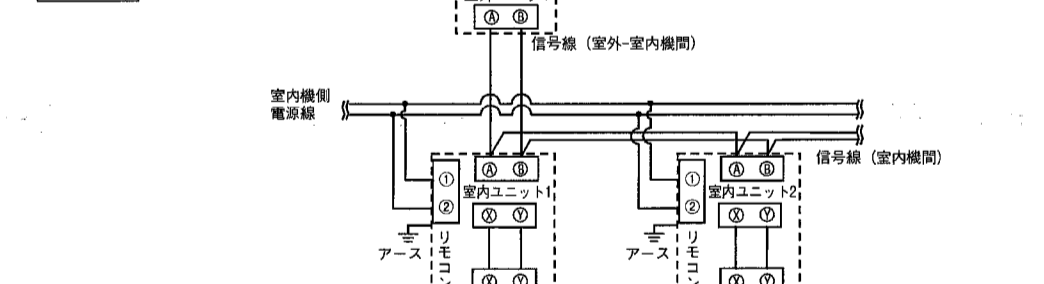 Ⓐ Ⓑ
信号線（室外-室内機間）
室内機側
電源線
信号線（室内機間）
① Ⓐ Ⓑ
② 室内ユニット1
Ⓧ Ⓨ
アース
リモコン
Ⓧ Ⓨ
① Ⓐ Ⓑ
② 室内ユニット2
Ⓧ Ⓨ
アース
リモコン
Ⓧ Ⓨ